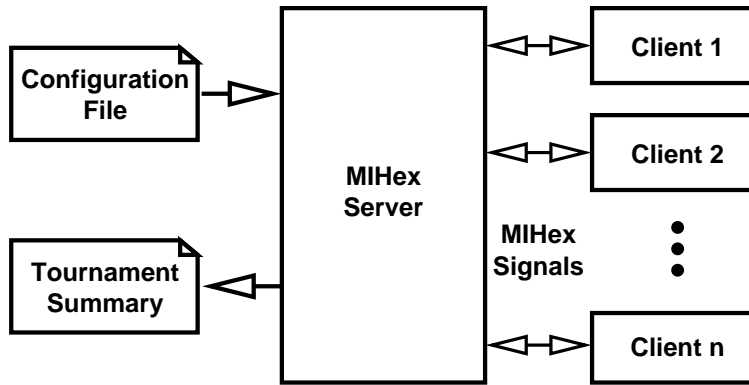 Configuration
File
Tournament
Summary
MIHex
Server
MIHex
Signals
Client 1
Client 2
Client n